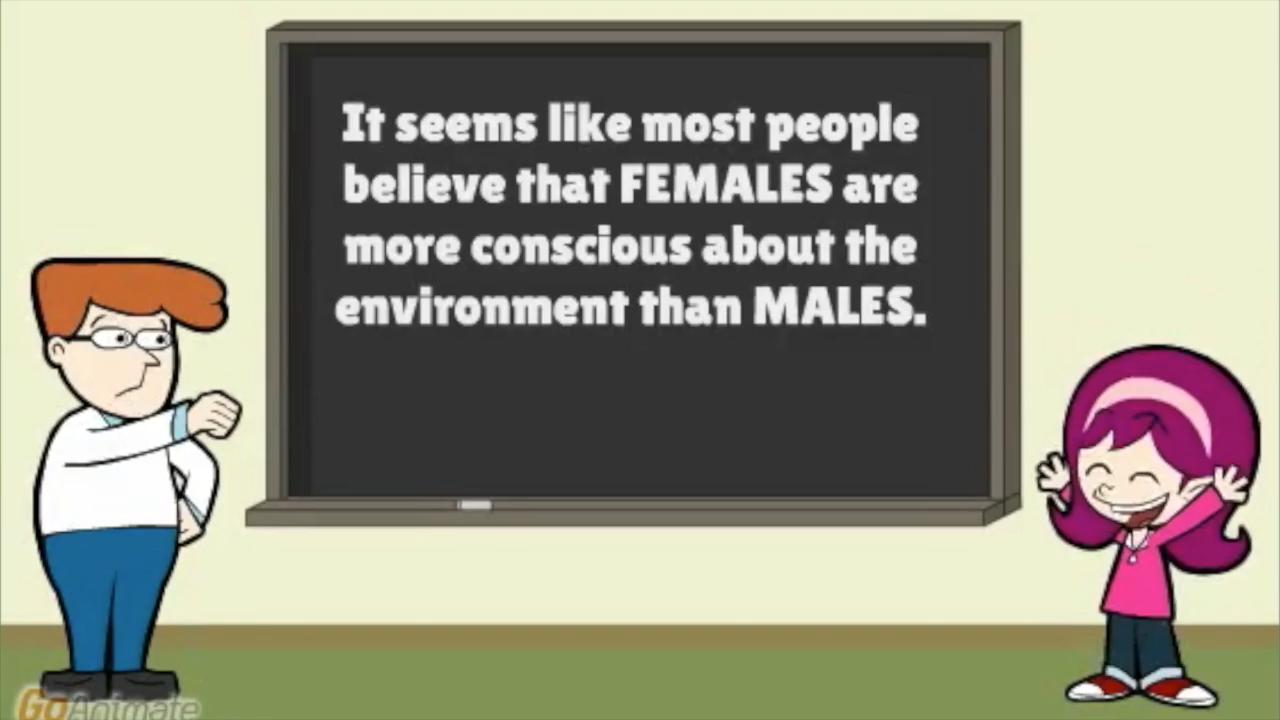 It seems like most people
believe that FEMALES are
more conscious about the
environment than MALES.
GoAnimate